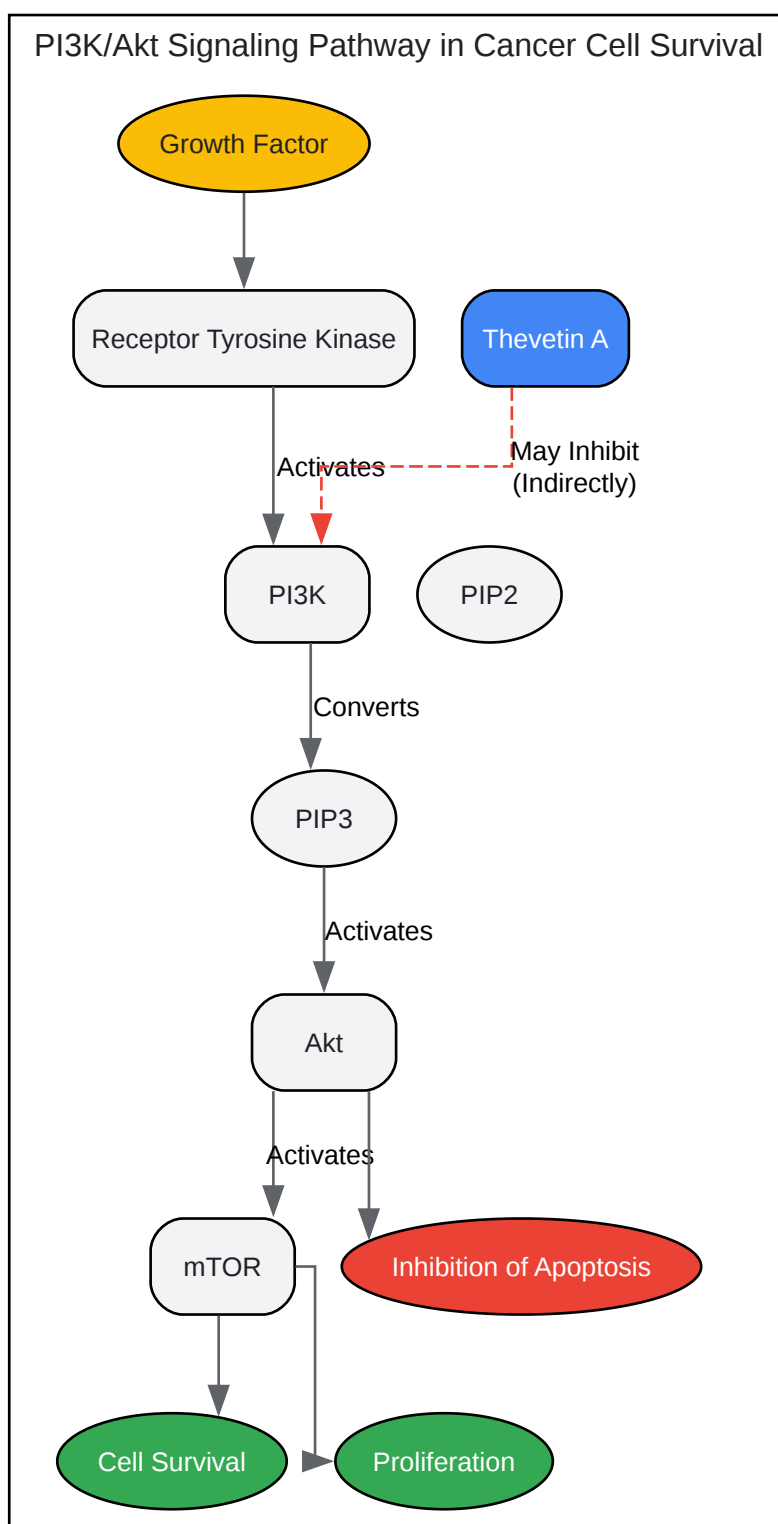 PI3K/Akt Signaling Pathway in Cancer Cell Survival
Growth Factor
Receptor Tyrosine Kinase
Thevetin A
Activates
May Inhibit
(Indirectly)
PI3K
PIP2
Converts
PIP3
Activates
Akt
Activates
mTOR
Inhibition of Apoptosis
Cell Survival
Proliferation